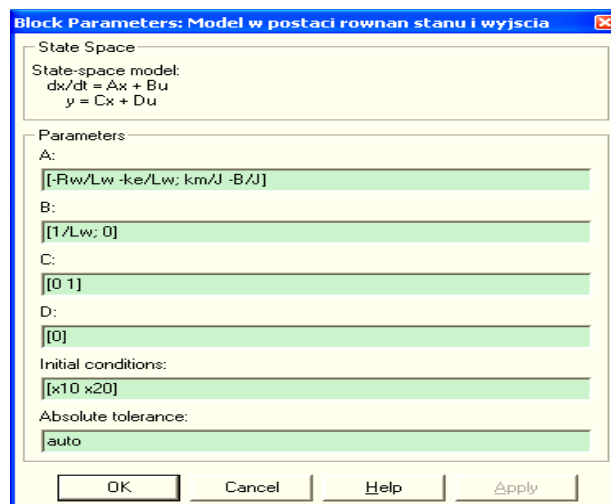 Block Parameters: Model w postaci rownan stanu i wyjscia
State Space
State-space model:
dx/dt = Ax + Bu
y = Cx + Du
Parameters
A:
[-Rw/Lw -ke/Lw; km/J -B/J]
B:
[1/Lw; 0]
C:
[0 1]
D:
[0]
Initial conditions:
[x10 x20]
Absolute tolerance:
auto
OK Cancel Help Apply